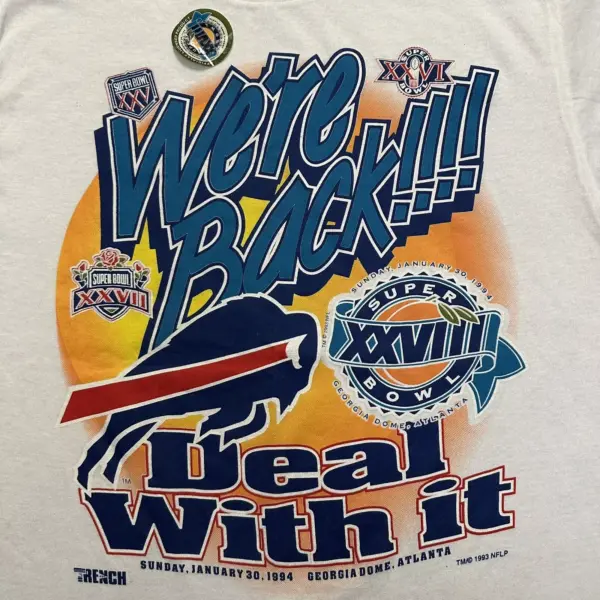 SUPER BOWL
XXV
SUPER
XXVI
BOWL
We're
Back!!!!
SUPER BOWL
XXVII
SUNDAY, JANUARY 30, 1994
SUPER
XXVIII
BOWL
GEORGIA DOME, ATLANTA
TM
Deal
With it
TRENCH
SUNDAY, JANUARY 30, 1994 GEORGIA DOME, ATLANTA
TM/© 1993 NFLP